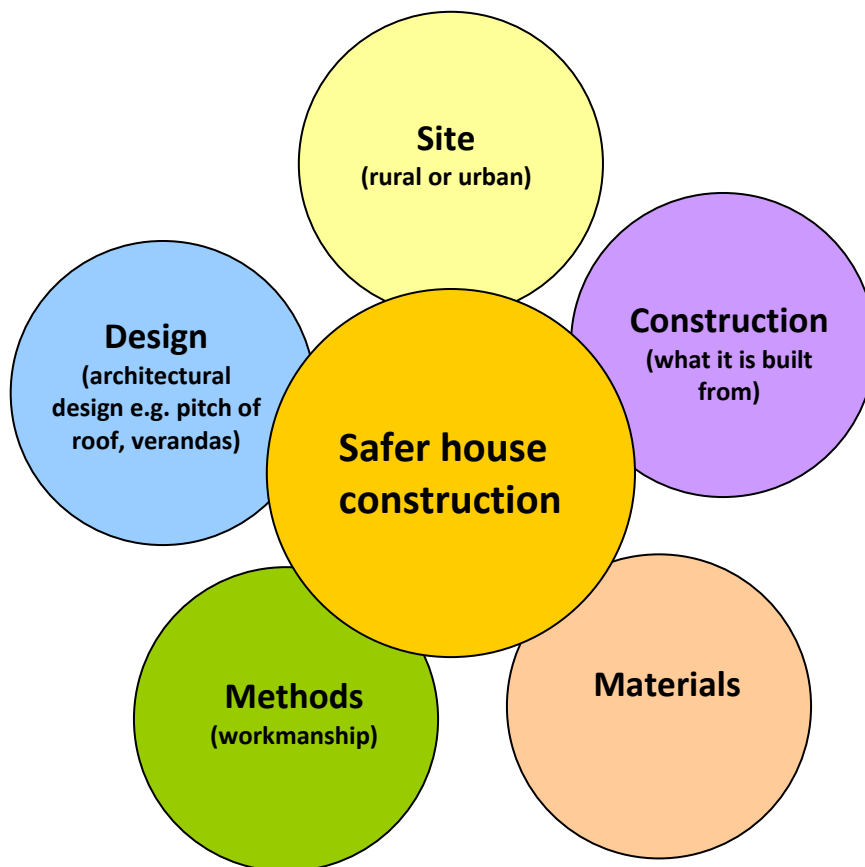 Site
(rural or urban)
Construction
(what it is built
from)
Design
(architectural
design e.g. pitch of
roof, verandas)
Safer house
construction
Methods
(workmanship)
Materials